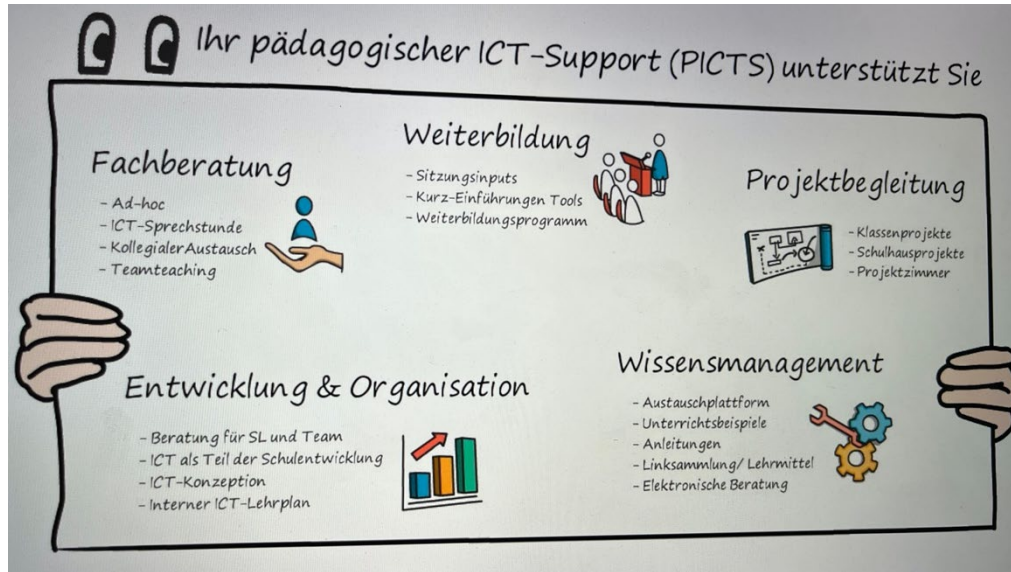 Ihr pädagogischer ICT-Support (PICTS) unterstützt Sie
Fachberatung
- Ad-hoc
- ICT-Sprechstunde
- Kollegialer Austausch
- Teamteaching
Weiterbildung
- Sitzungsinputs
- Kurz-Einführungen Tools
- Weiterbildungsprogramm
Projektbegleitung
- Klassenprojekte
- Schulhausprojekte
- Projektzimmer
Entwicklung & Organisation
- Beratung für SL und Team
- ICT als Teil der Schulentwicklung
- ICT-Konzeption
- Interner ICT-Lehrplan
Wissensmanagement
- Austauschplattform
- Unterrichtsbeispiele
- Anleitungen
- Linksammlung/ Lehrmittel
- Elektronische Beratung